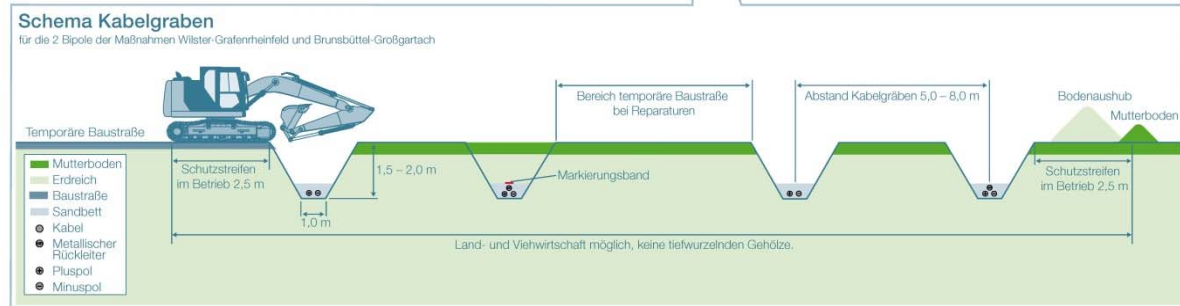 Schema Kabelgraben
für die 2 Bipole der Maßnahmen Wilster-Grafenrheinfeld und Brunsbüttel-Großgartach
Temporäre Baustraße
Bereich temporäre Baustraße
bei Reparaturen
Abstand Kabelgräben 5,0 – 8,0 m
Bodenaushub
Mutterboden
Schutzstreifen
im Betrieb 2,5 m
1,5 – 2,0 m
Markierungsband
Schutzstreifen
im Betrieb 2,5 m
1,0 m
Land- und Viehwirtschaft möglich, keine tiefwurzelnden Gehölze.
Mutterboden
Erdreich
Baustraße
Sandbett
Kabel
Metallischer
Rückleiter
Pluspol
Minuspol